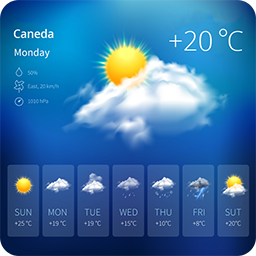 Caneda
Monday
+20 °C
50%
East, 20 km/h
1010 hPa
SUN MON TUE WED THU FRI SUT
+25 °C +19 °C +19 °C +15 °C +16 °C +8 °C +20 °C